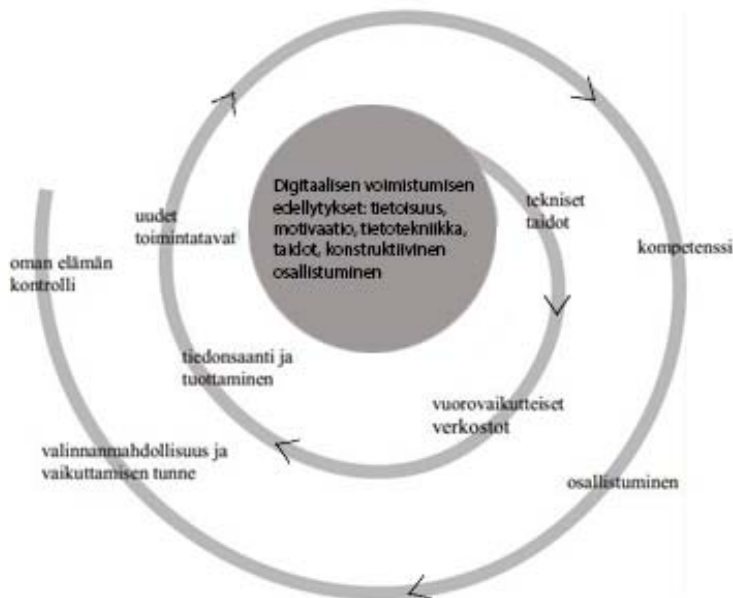 Digitaalisen voimistumisen
edellytykset: tietoisuus,
motivaatio, tietotekniikka,
taidot, konstruktiivinen
osallistuminen
tekniset
taidot
vuorovaikutteiset
verkostot
tiedonsaanti ja
tuottaminen
uudet
toimintatavat
kompetenssi
osallistuminen
valinnanmahdollisuus ja
vaikuttamisen tunne
oman elämän
kontrolli